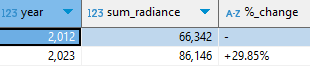 123 year 123 sum_radiance A-Z %_change
2,012 66,342 -
2,023 86,146 +29.85%